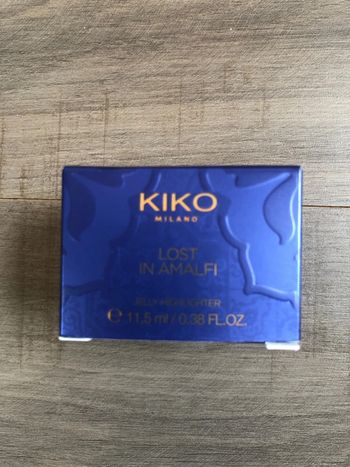 KIKO
MILANO
LOST
IN AMALFI
JELLY HIGHLIGHTER
℮ 11,5 ml / 0.38 FL.OZ.